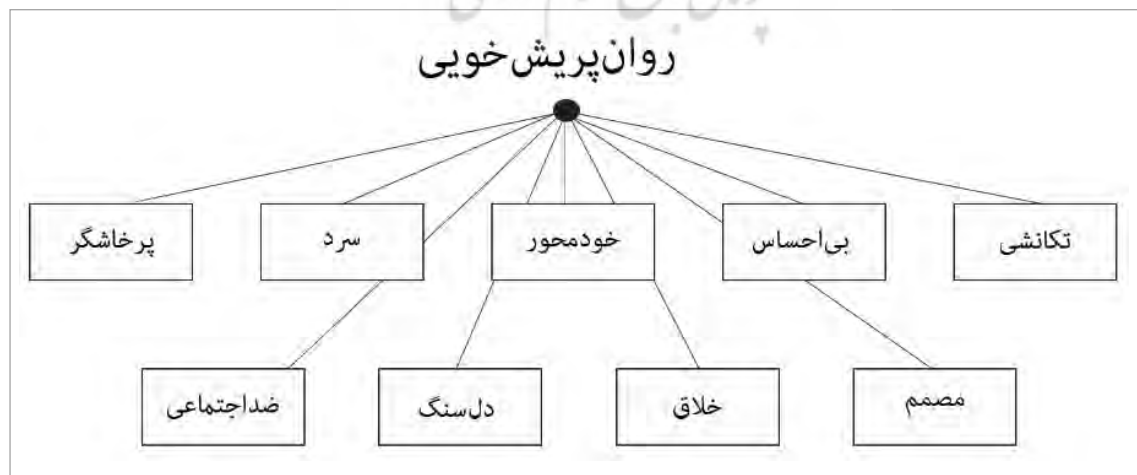 روان‌پریش‌خویی
تکانشی
بی‌احساس
خودمحور
سرد
پرخاشگر
مصمم
خلاق
دل‌سنگ
ضداجتماعی